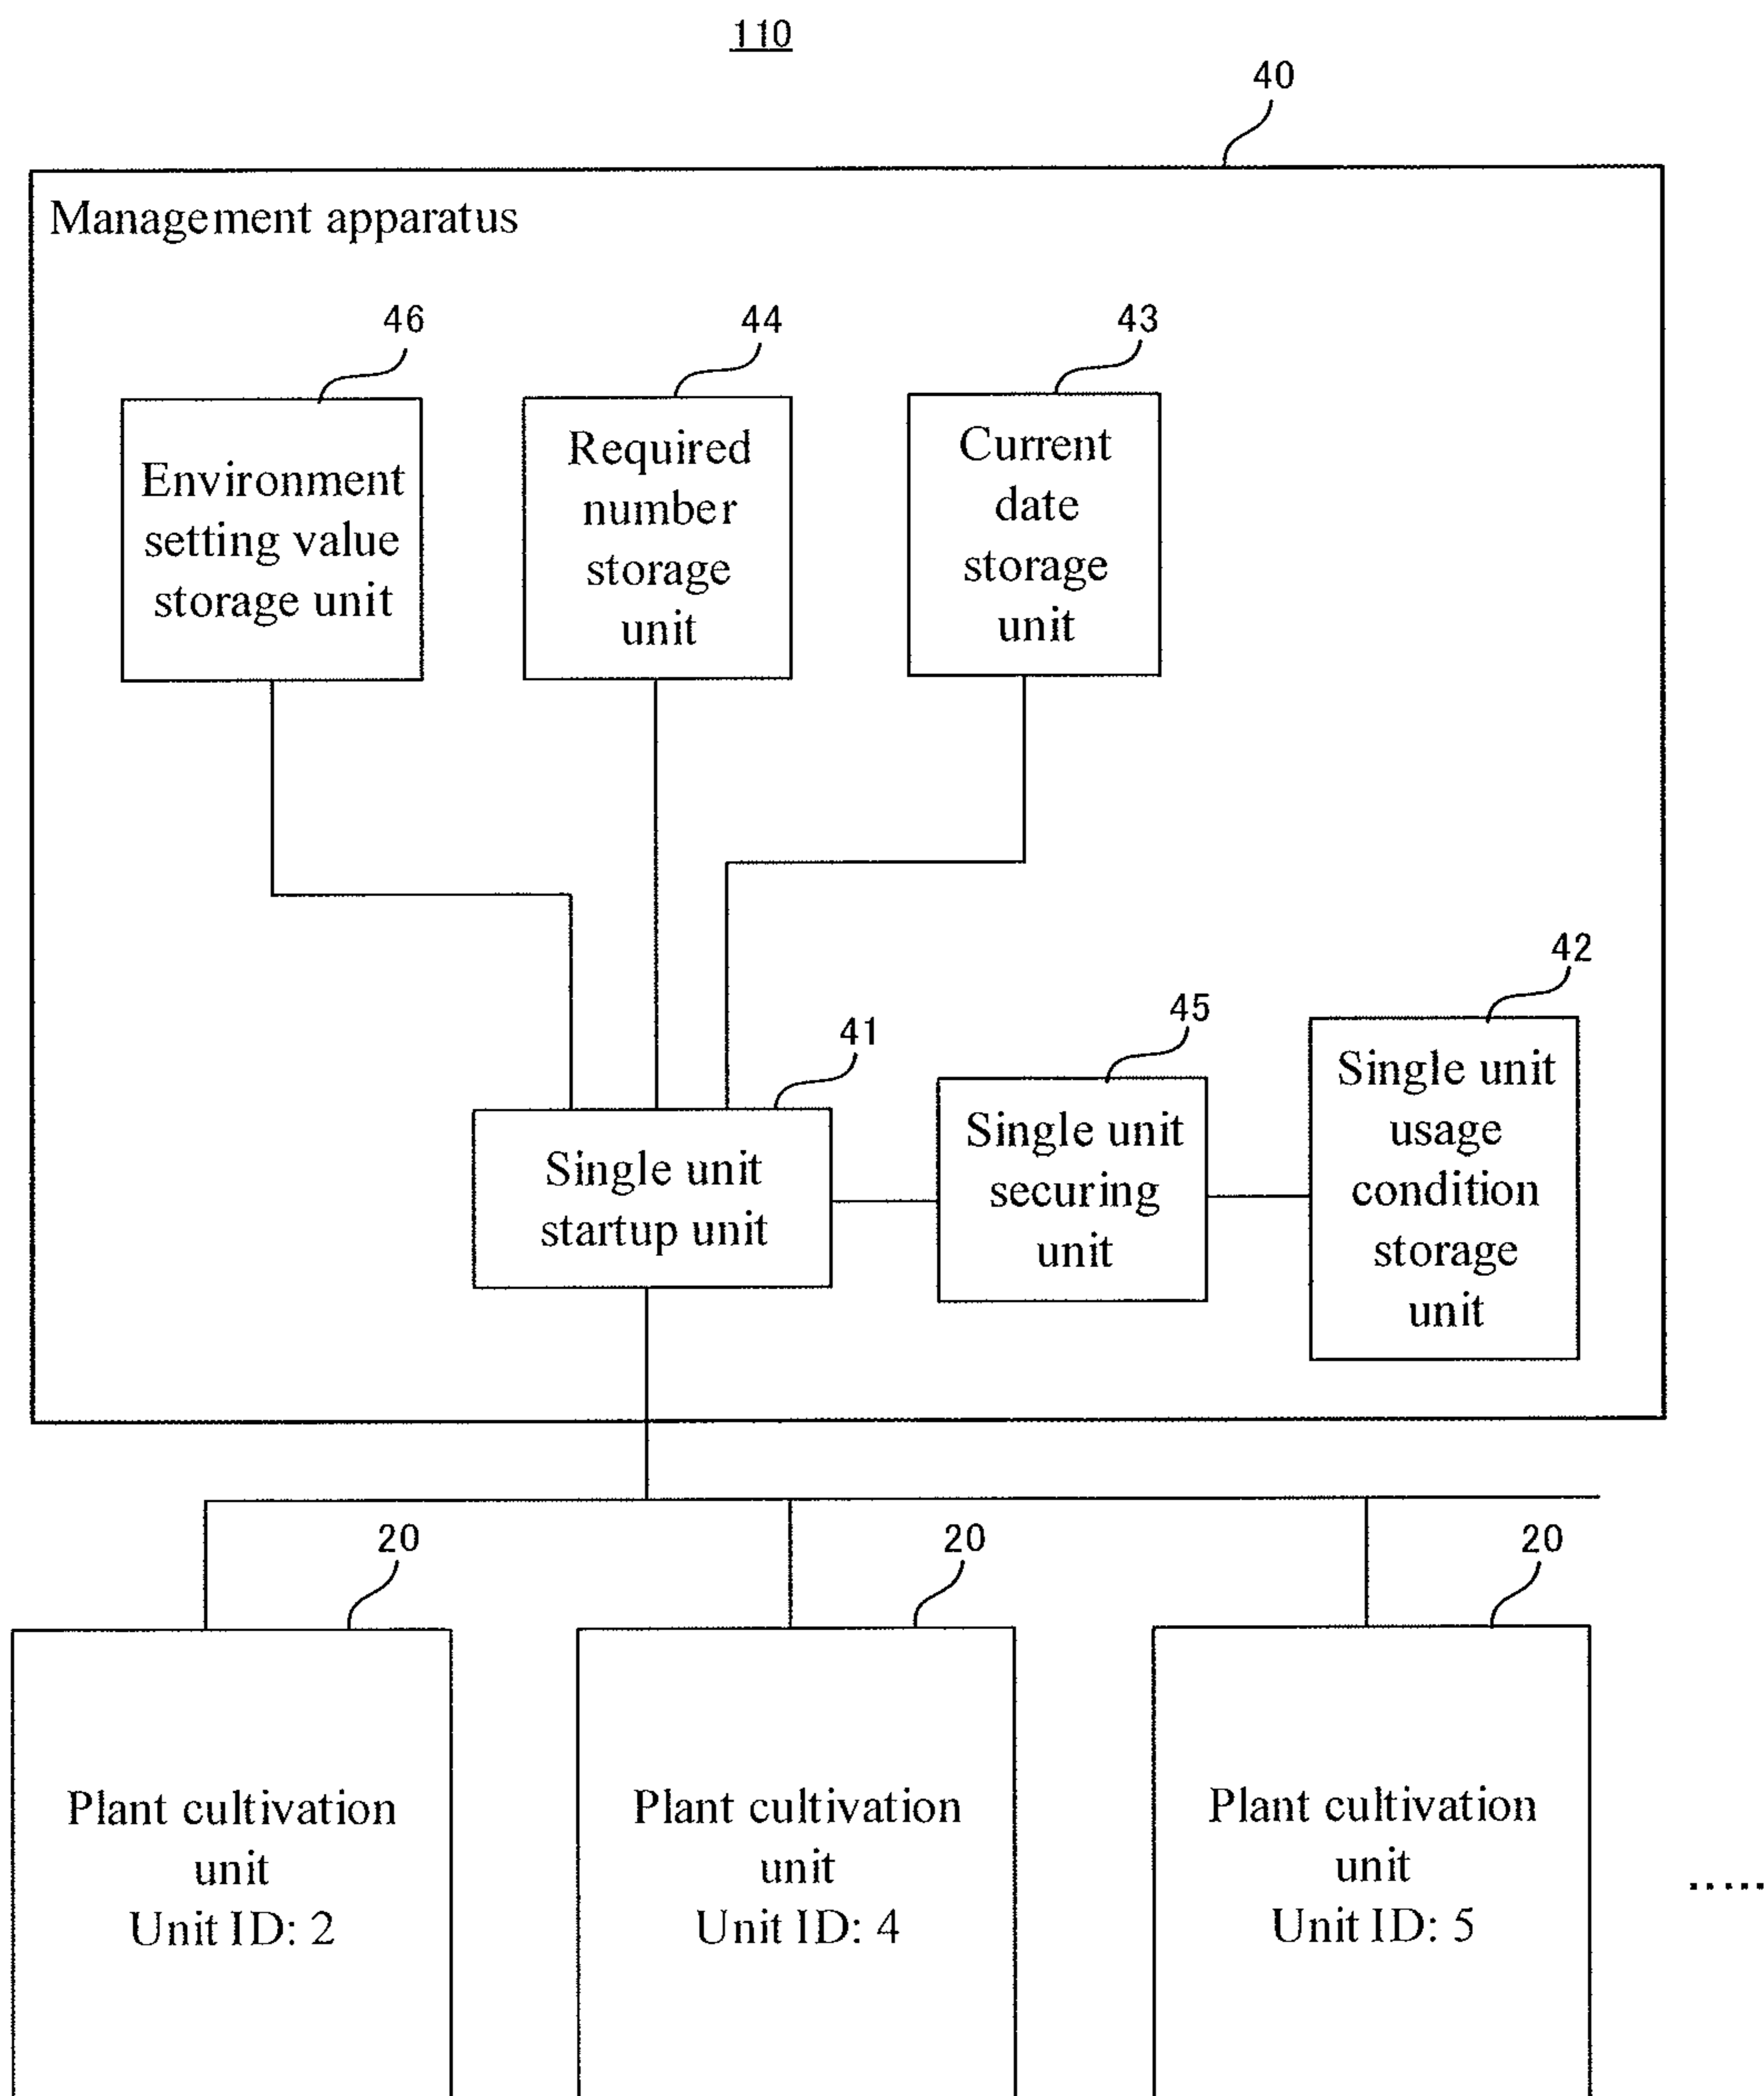 110
40
Management apparatus
46
44
43
Environment
setting value
storage unit
Required
number
storage
unit
Current
date
storage
unit
42
45
41
Single unit
startup unit
Single unit
securing
unit
Single unit
usage
condition
storage
unit
20
20
20
Plant cultivation
unit
Unit ID: 2
Plant cultivation
unit
Unit ID: 4
Plant cultivation
unit
Unit ID: 5
.....